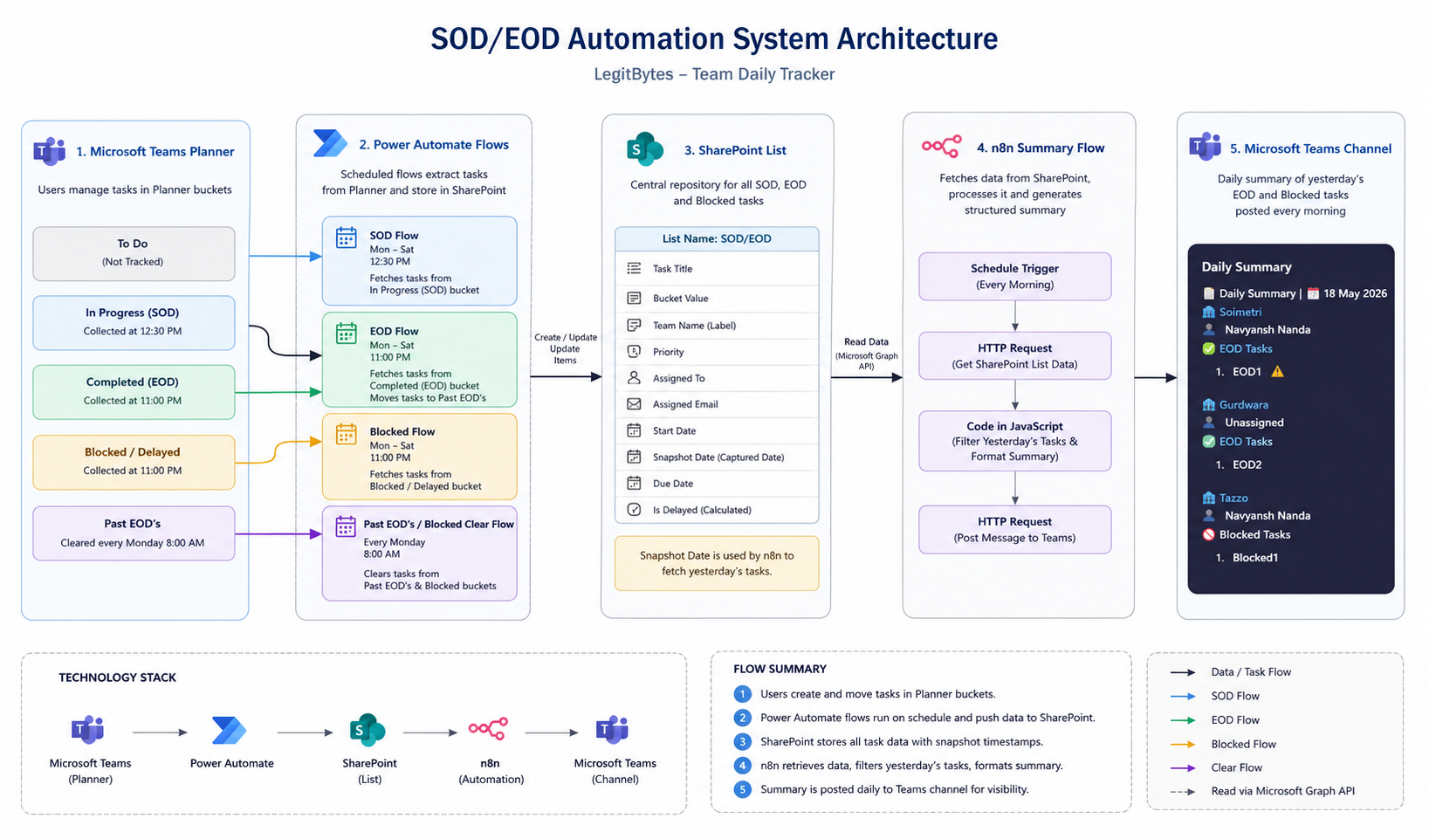 SOD/EOD Automation System Architecture
LegitBytes – Team Daily Tracker
1. Microsoft Teams Planner
Users manage tasks in Planner buckets
To Do
(Not Tracked)
In Progress (SOD)
Collected at 12:30 PM
Completed (EOD)
Collected at 11:00 PM
Blocked / Delayed
Collected at 11:00 PM
Past EOD's
Cleared every Monday 8:00 AM
2. Power Automate Flows
Scheduled flows extract tasks
from Planner and store in SharePoint
SOD Flow
Mon – Sat
12:30 PM
Fetches tasks from
In Progress (SOD) bucket
EOD Flow
Mon – Sat
11:00 PM
Fetches tasks from
Completed (EOD) bucket
Moves tasks to Past EOD's
Blocked Flow
Mon – Sat
11:00 PM
Fetches tasks from
Blocked / Delayed bucket
Past EOD's / Blocked Clear Flow
Every Monday
8:00 AM
Clears tasks from
Past EOD's & Blocked buckets
Create / Update
Update
Items
3. SharePoint List
Central repository for all SOD, EOD
and Blocked tasks
List Name: SOD/EOD
Task Title
Bucket Value
Team Name (Label)
Priority
Assigned To
Assigned Email
Start Date
Snapshot Date (Captured Date)
Due Date
Is Delayed (Calculated)
Snapshot Date is used by n8n to
fetch yesterday's tasks.
Read Data
(Microsoft Graph
API)
4. n8n Summary Flow
Fetches data from SharePoint,
processes it and generates
structured summary
Schedule Trigger
(Every Morning)
HTTP Request
(Get SharePoint List Data)
Code in JavaScript
(Filter Yesterday's Tasks &
Format Summary)
HTTP Request
(Post Message to Teams)
5. Microsoft Teams Channel
Daily summary of yesterday's
EOD and Blocked tasks
posted every morning
Daily Summary
Daily Summary | 18 May 2026
Soimetri
Navyansh Nanda
EOD Tasks
1. EOD1
Gurdwara
Unassigned
EOD Tasks
1. EOD2
Tazzo
Navyansh Nanda
Blocked Tasks
1. Blocked1
TECHNOLOGY STACK
Microsoft Teams
(Planner)
Power Automate
SharePoint
(List)
n8n
(Automation)
Microsoft Teams
(Channel)
FLOW SUMMARY
1 Users create and move tasks in Planner buckets.
2 Power Automate flows run on schedule and push data to SharePoint.
3 SharePoint stores all task data with snapshot timestamps.
4 n8n retrieves data, filters yesterday's tasks, formats summary.
5 Summary is posted daily to Teams channel for visibility.
Data / Task Flow
SOD Flow
EOD Flow
Blocked Flow
Clear Flow
Read via Microsoft Graph API